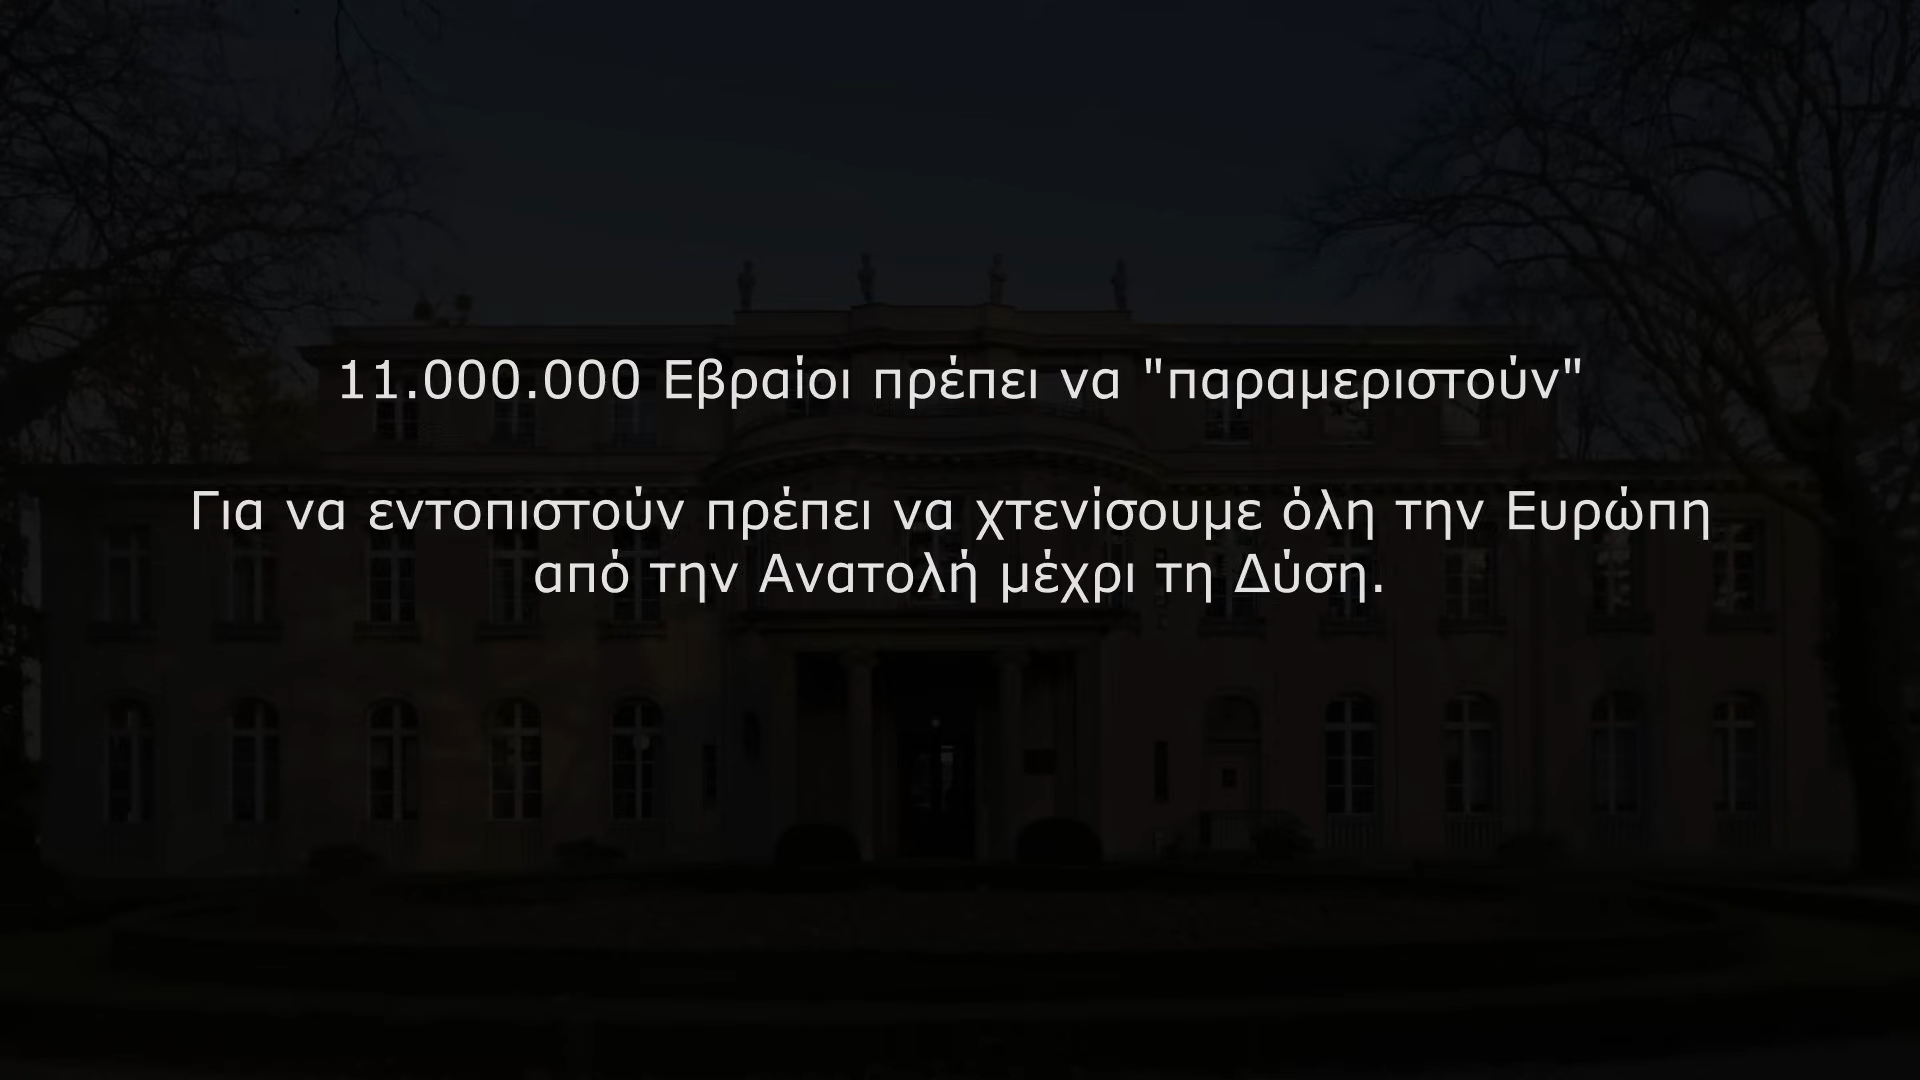 11.000.000 Εβραίοι πρέπει να "παραμεριστούν"
Για να εντοπιστούν πρέπει να χτενίσουμε όλη την Ευρώπη
από την Ανατολή μέχρι τη Δύση.